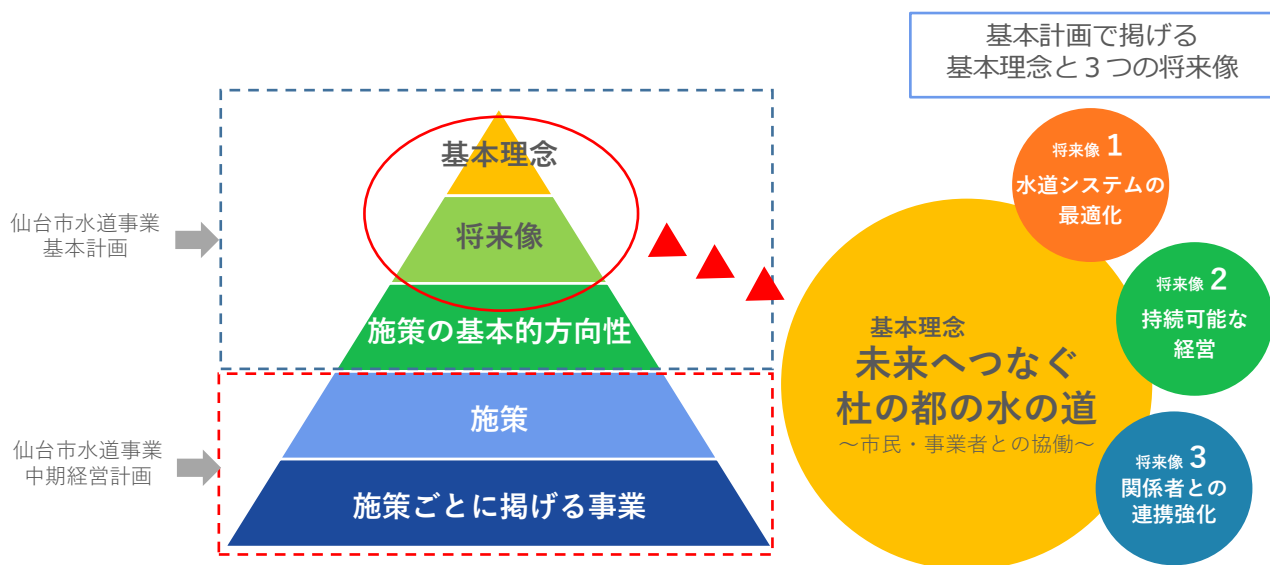 基本計画で掲げる
基本理念と３つの将来像
仙台市水道事業
基本計画
基本理念
将来像
施策の基本的方向性
仙台市水道事業
中期経営計画
施策
施策ごとに掲げる事業
基本理念
未来へつなぐ
杜の都の水の道
～市民・事業者との協働～
将来像 1
水道システムの
最適化
将来像 2
持続可能な
経営
将来像 3
関係者との
連携強化